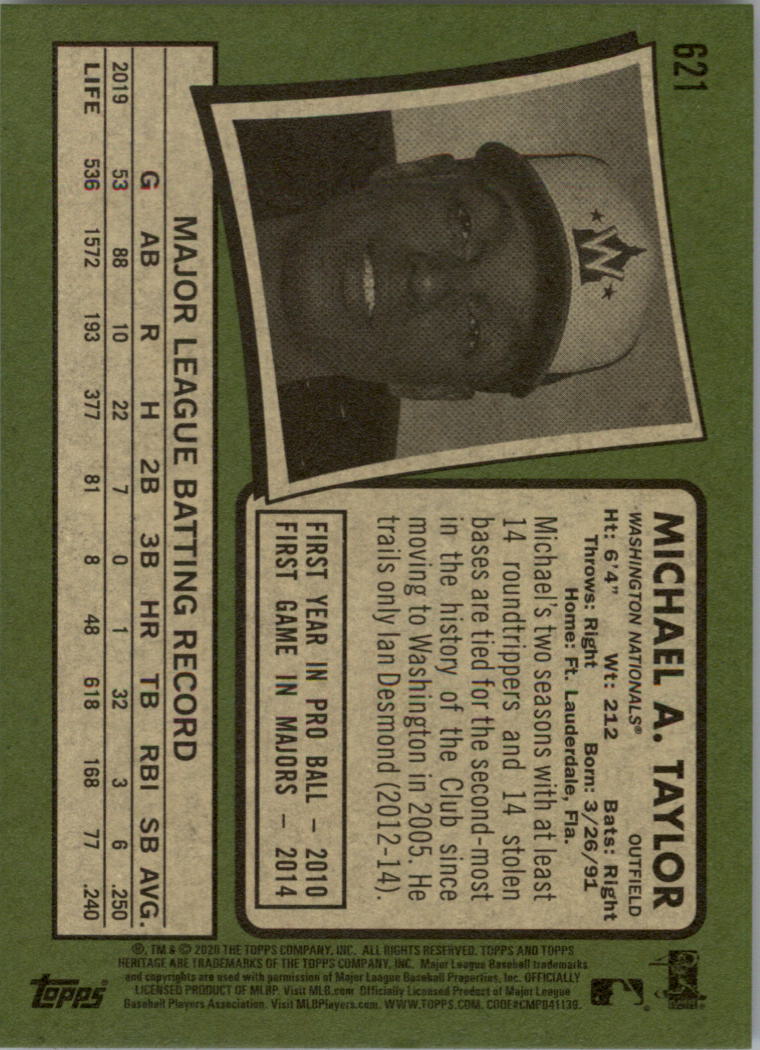 621
W
MICHAEL A. TAYLOR
WASHINGTON NATIONALS® OUTFIELD
Ht: 6'4" Wt: 212 Bats: Right
Throws: Right Born: 3/26/91
Home: Ft. Lauderdale, Fla.
Michael's two seasons with at least
14 roundtrippers and 14 stolen
bases are tied for the second-most
in the history of the Club since
moving to Washington in 2005. He
trails only Ian Desmond (2012-14).
FIRST YEAR IN PRO BALL – 2010
FIRST GAME IN MAJORS – 2014
MAJOR LEAGUE BATTING RECORD
G AB R H 2B 3B HR TB RBI SB AVG.
2019 53 88 10 22 7 0 1 32 3 6 .250
LIFE 536 1572 193 377 81 8 48 618 168 77 .240
®, TM & © 2020 THE TOPPS COMPANY, INC. ALL RIGHTS RESERVED. TOPPS AND TOPPS
HERITAGE ARE TRADEMARKS OF THE TOPPS COMPANY, INC. Major League Baseball trademarks
and copyrights are used with permission of Major League Baseball Properties, Inc. OFFICIALLY
LICENSED PRODUCT OF MLBP. Visit MLB.com Officially Licensed Product of Major League
Baseball Players Association. Visit MLBPlayers.com. WWW.TOPPS.COM. CODE#CMP041139.
topps®